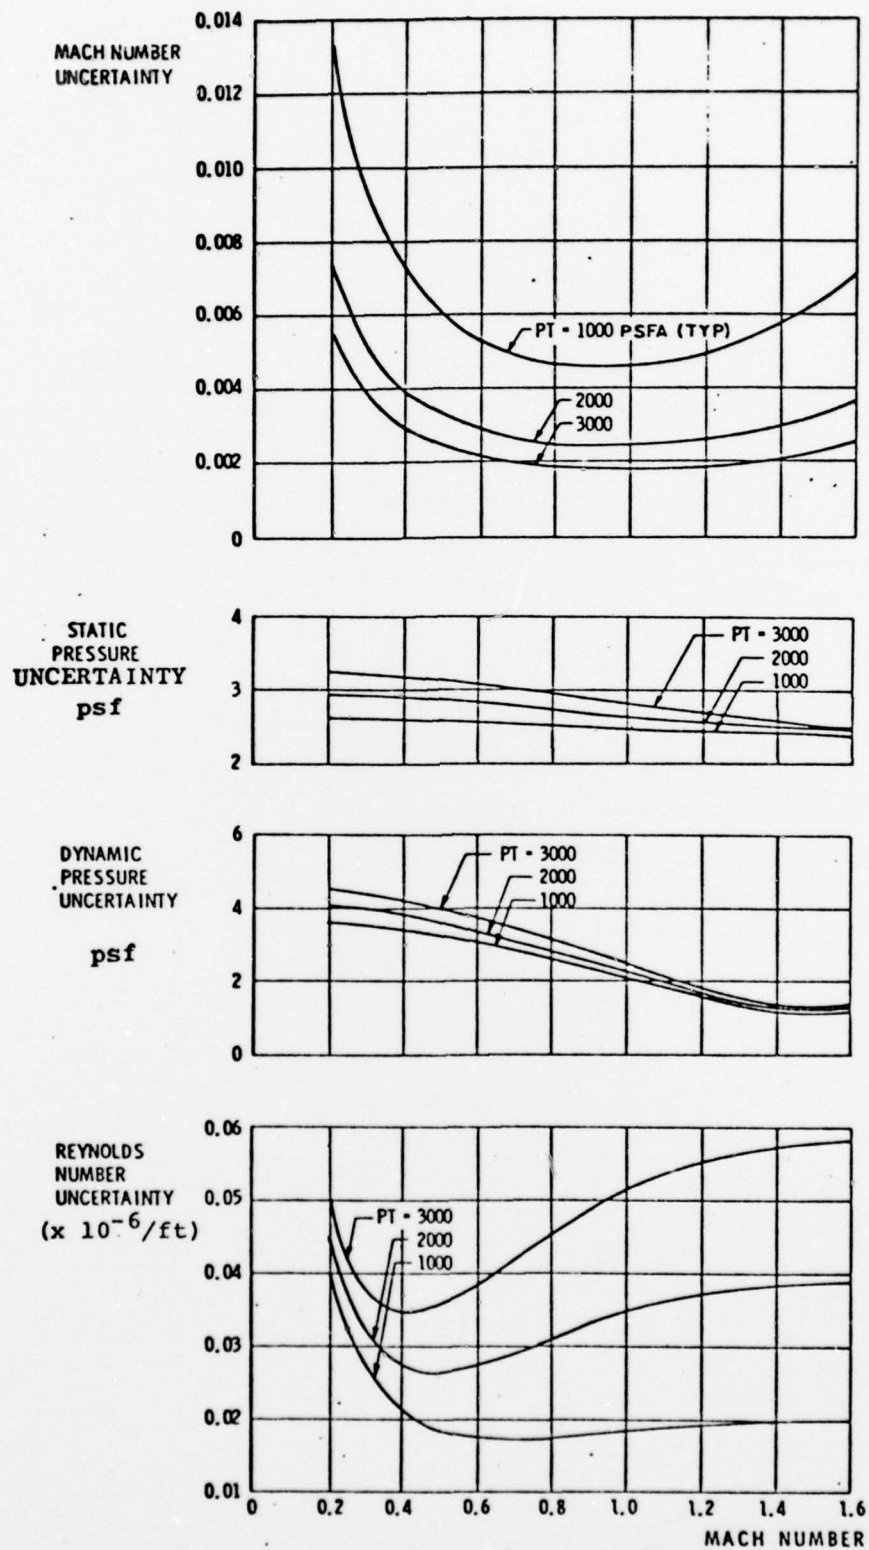 MACH NUMBER
UNCERTAINTY
0.014
0.012
0.010
0.008
0.006
0.004
0.002
0
PT = 1000 PSFA (TYP)
2000
3000
STATIC
PRESSURE
UNCERTAINTY
psf
4
3
2
PT = 3000
2000
1000
DYNAMIC
PRESSURE
UNCERTAINTY
psf
6
4
2
0
PT = 3000
2000
1000
REYNOLDS
NUMBER
UNCERTAINTY
(x 10⁻⁶/ft)
0.06
0.05
0.04
0.03
0.02
0.01
PT = 3000
2000
1000
0 0.2 0.4 0.6 0.8 1.0 1.2 1.4 1.6
MACH NUMBER